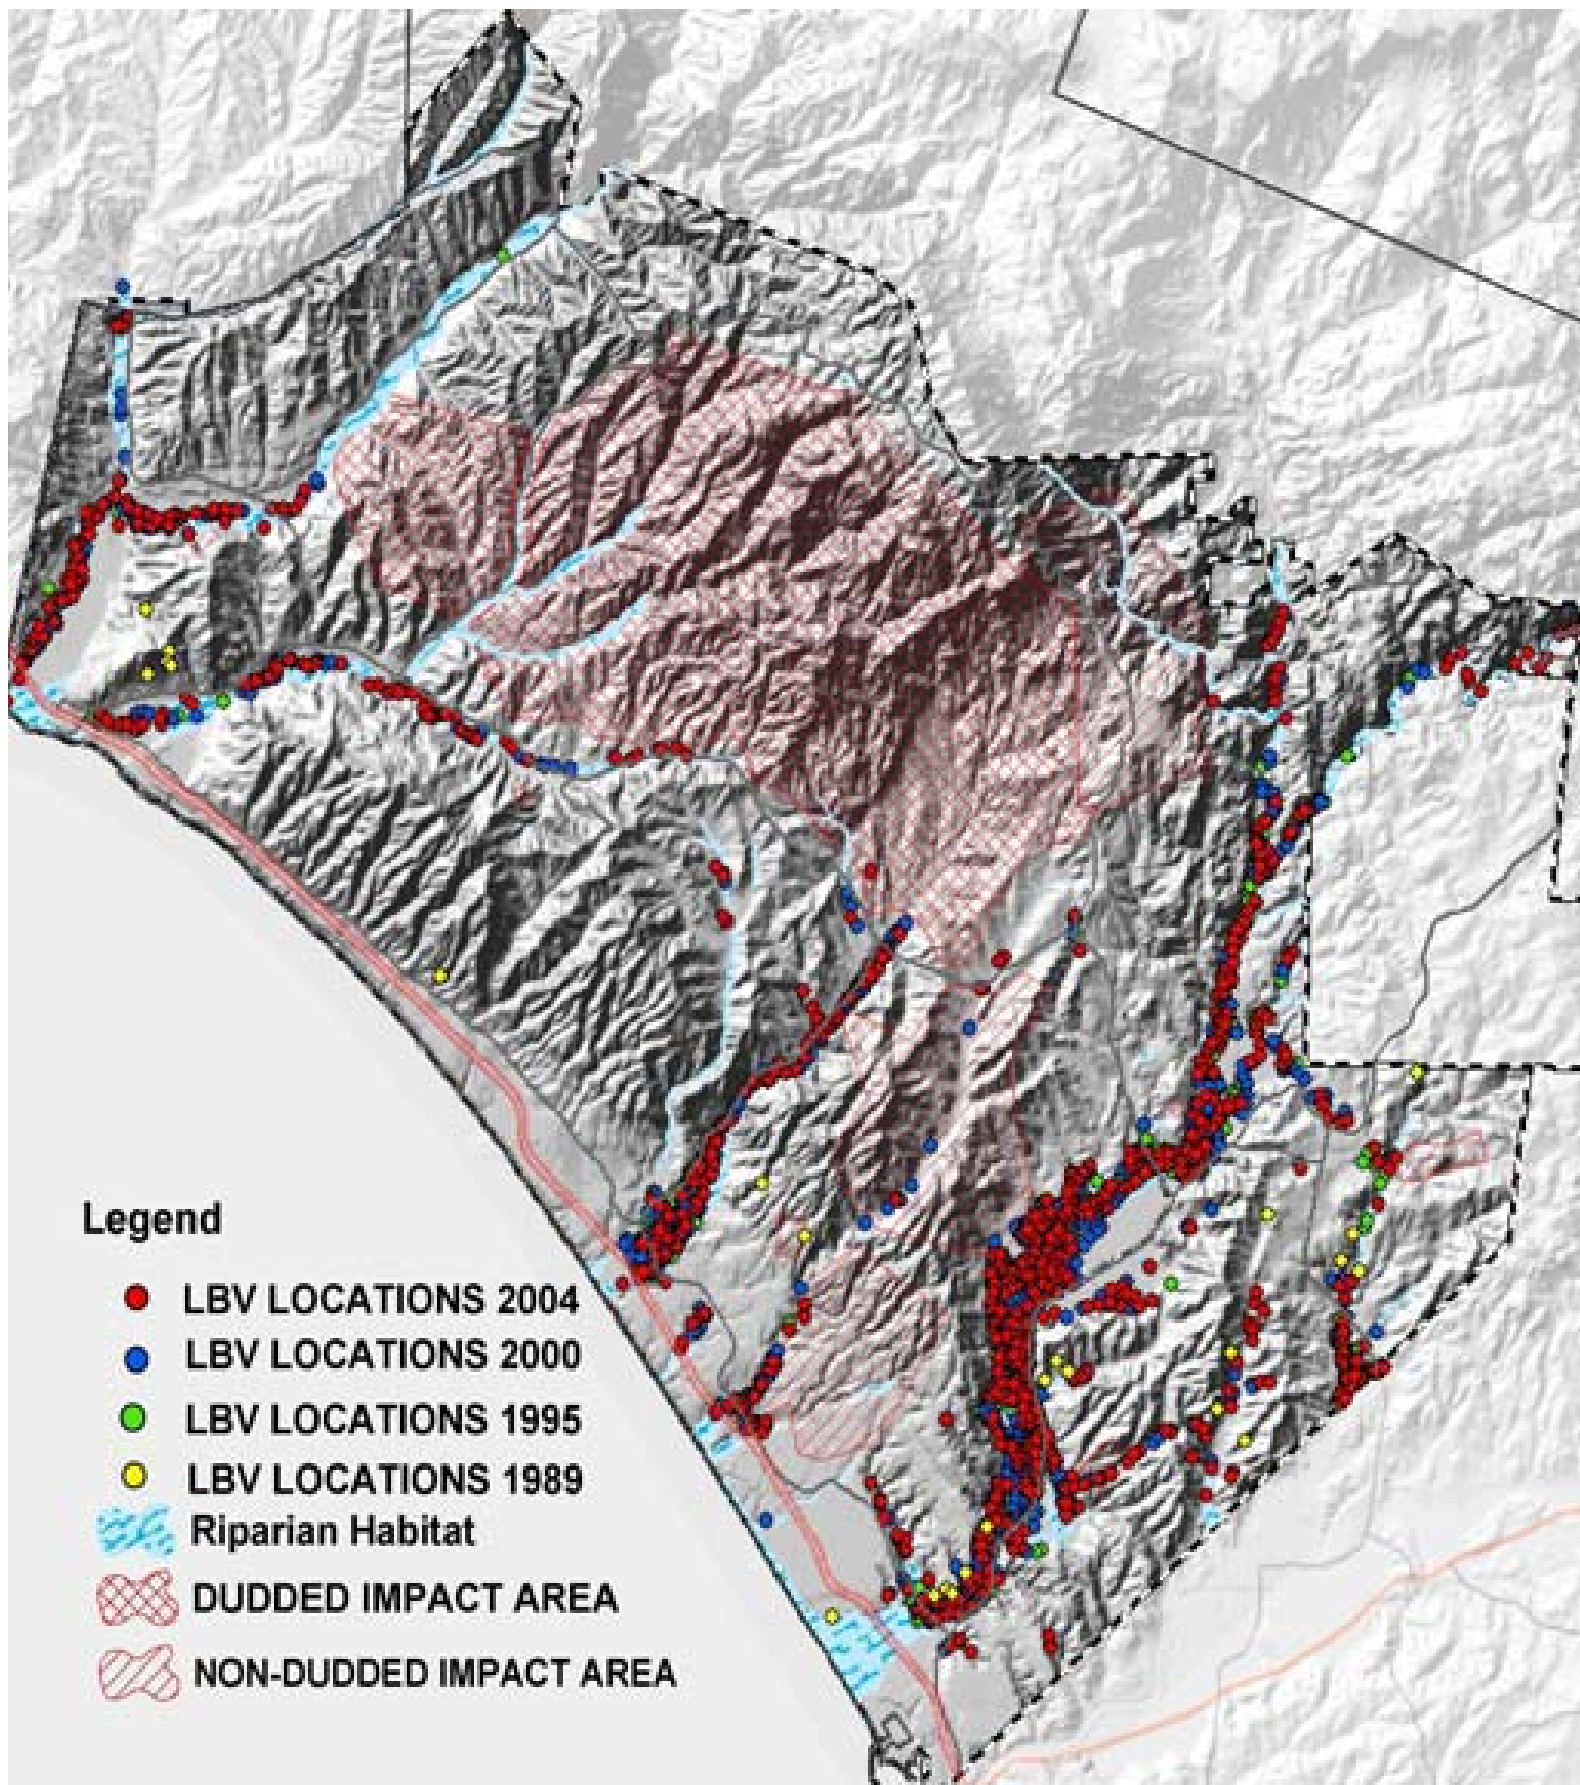 Legend
LBV LOCATIONS 2004
LBV LOCATIONS 2000
LBV LOCATIONS 1995
LBV LOCATIONS 1989
Riparian Habitat
DUDDED IMPACT AREA
NON-DUDDED IMPACT AREA